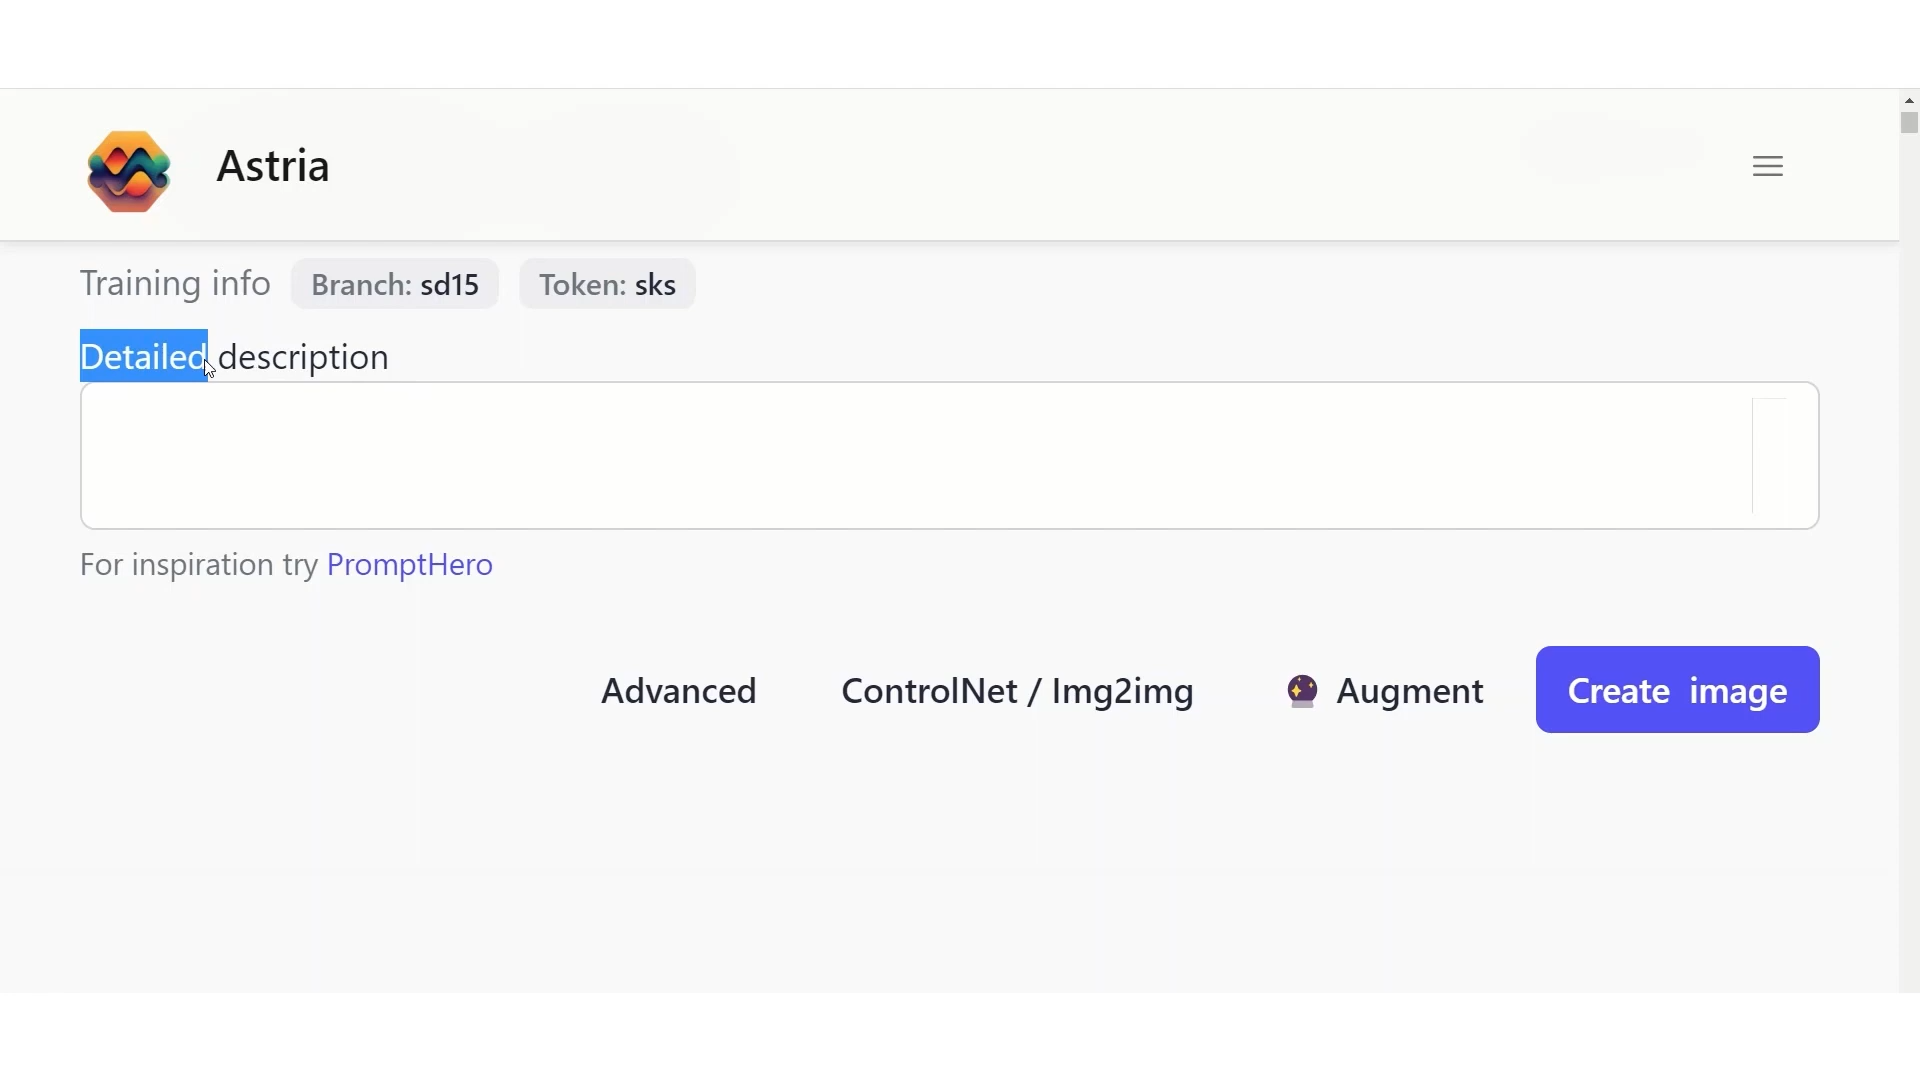 Astria
Training info Branch: sd15 Token: sks
Detailed description
For inspiration try PromptHero
Advanced ControlNet / Img2img Augment Create image